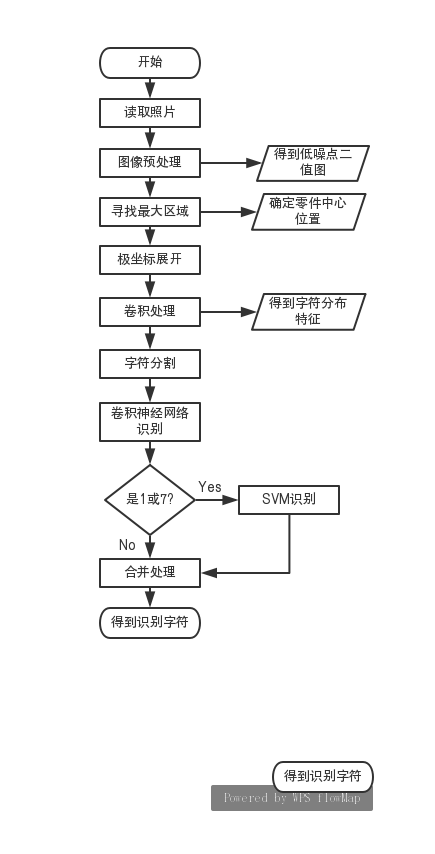 开始
读取照片
图像预处理
得到低噪点二
值图
寻找最大区域
确定零件中心
位置
极坐标展开
卷积处理
得到字符分布
特征
字符分割
卷积神经网络
识别
是1或7?
Yes
SVM识别
No
合并处理
得到识别字符
得到识别字符
Powered by WPS flowMap